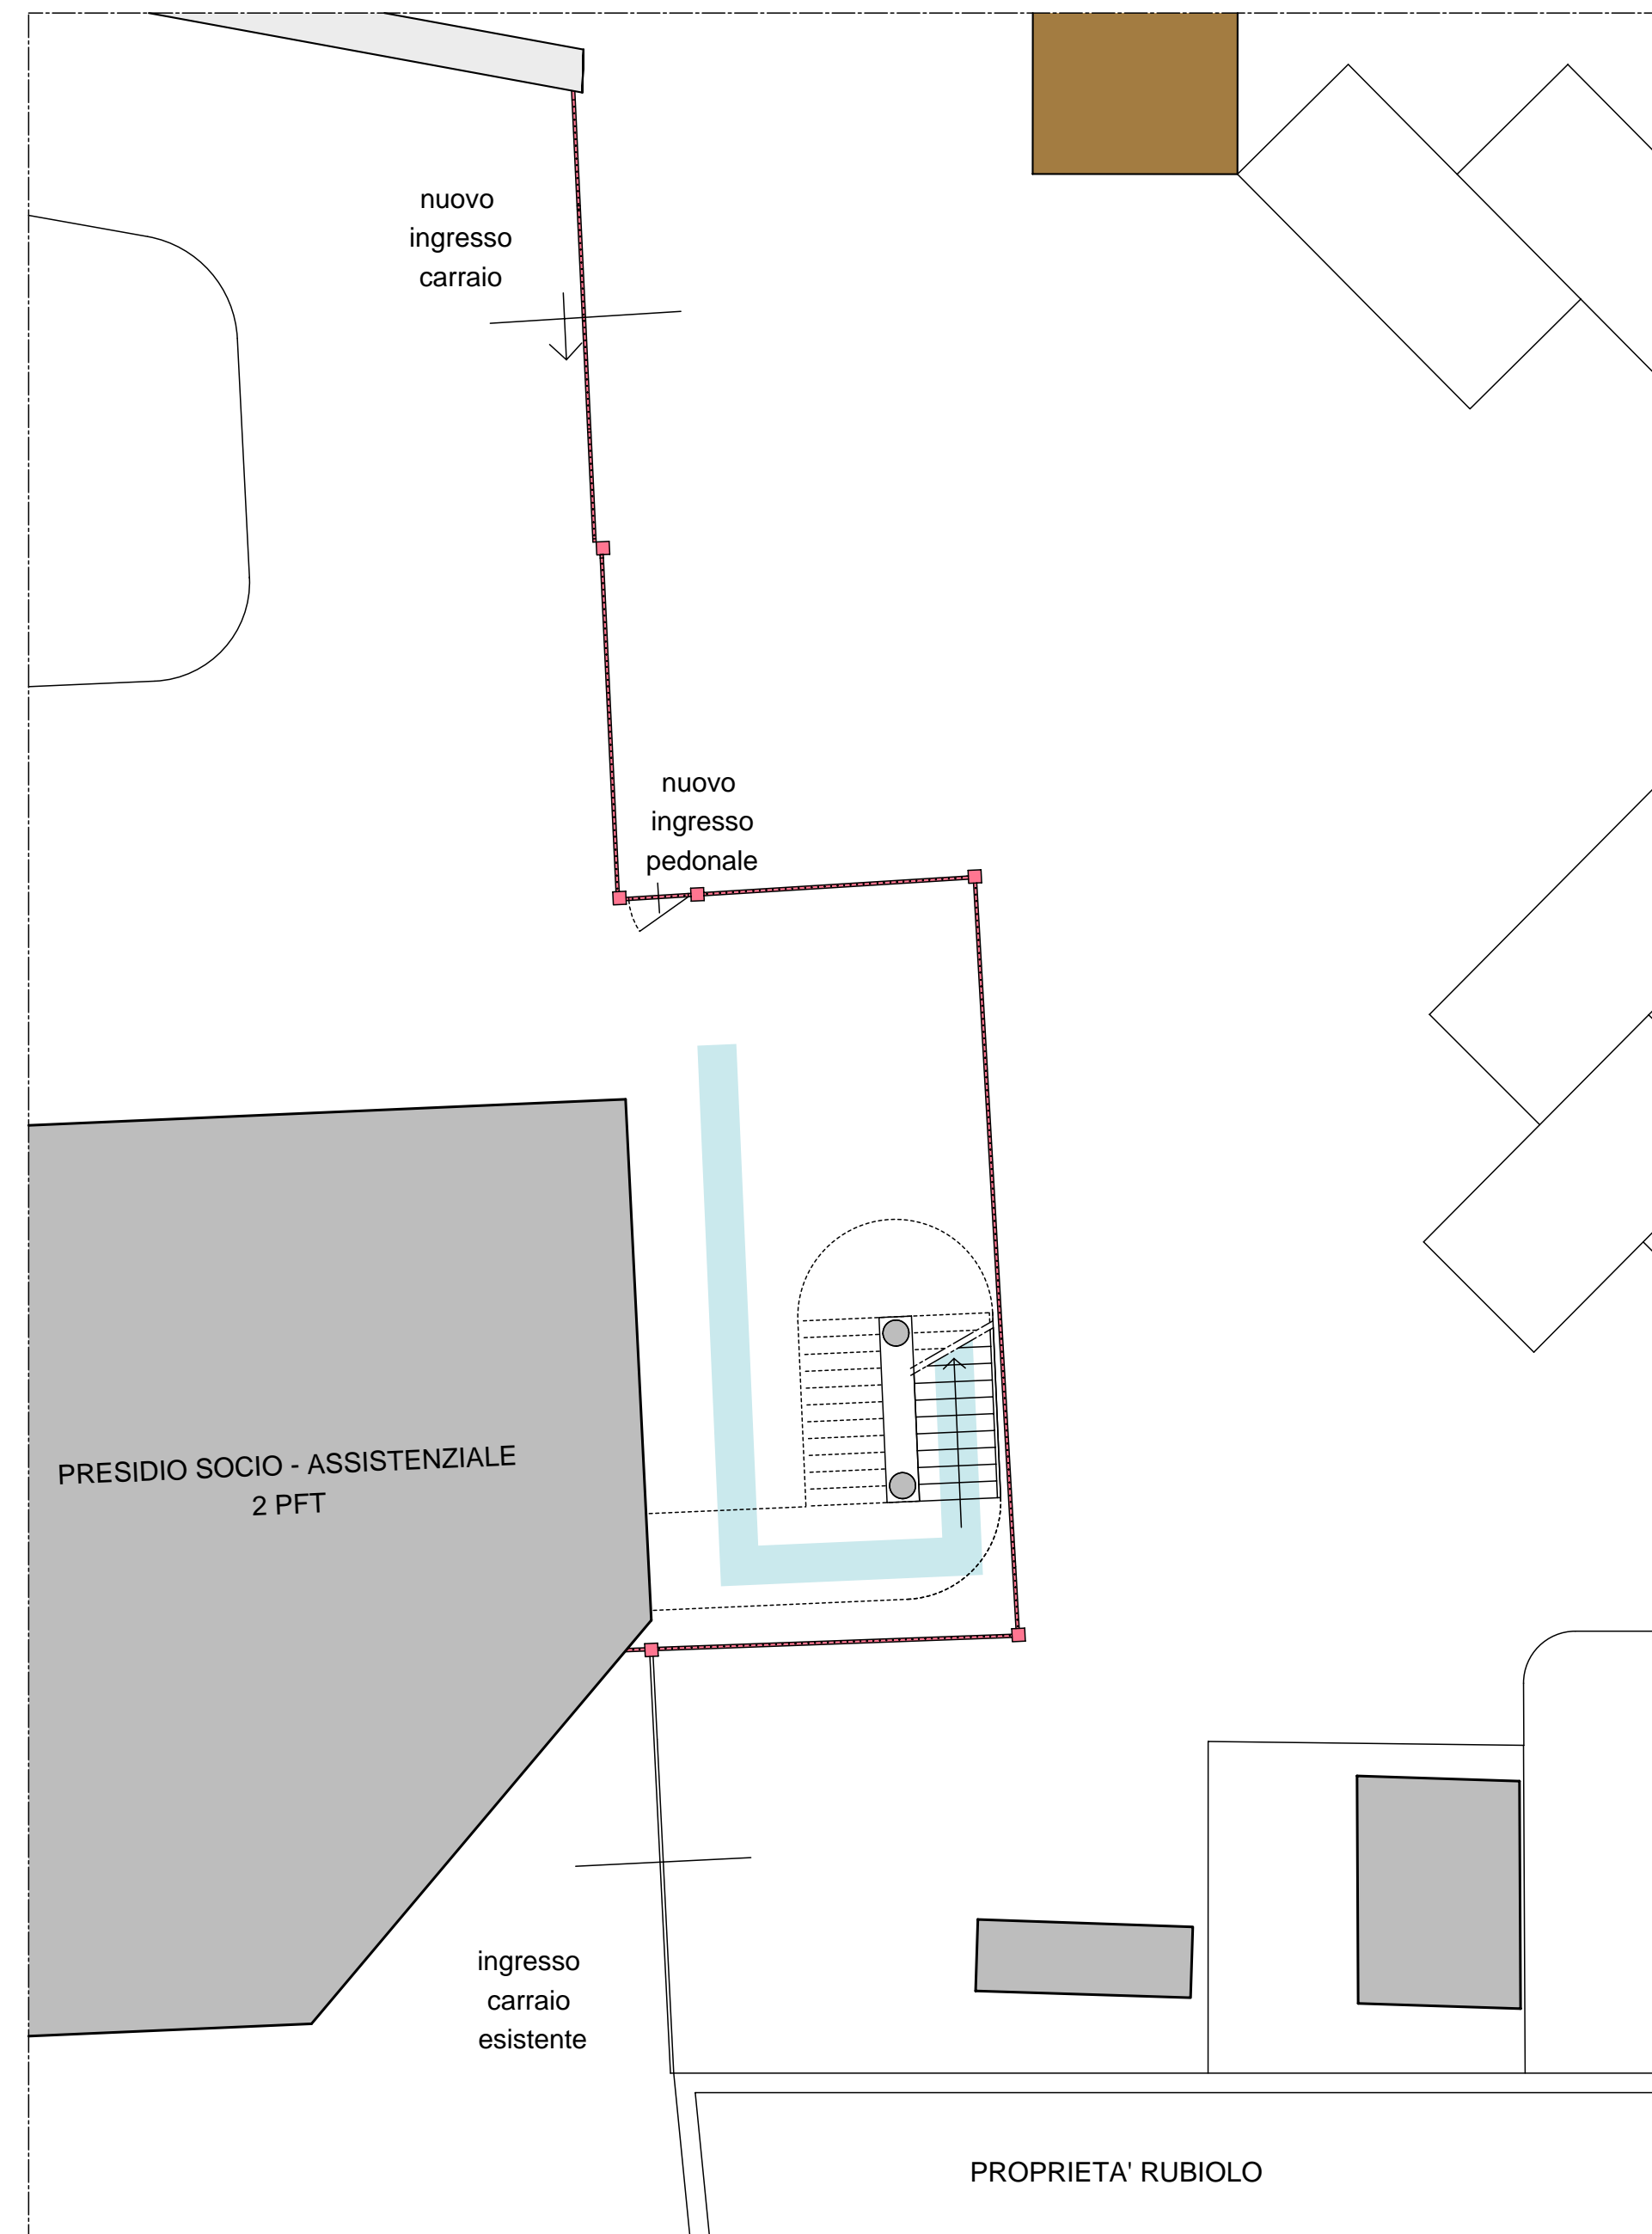 nuovo
ingresso
carraio
nuovo
ingresso
pedonale
PRESIDIO SOCIO - ASSISTENZIALE
2 PFT
ingresso
carraio
esistente
PROPRIETA' RUBIOLO